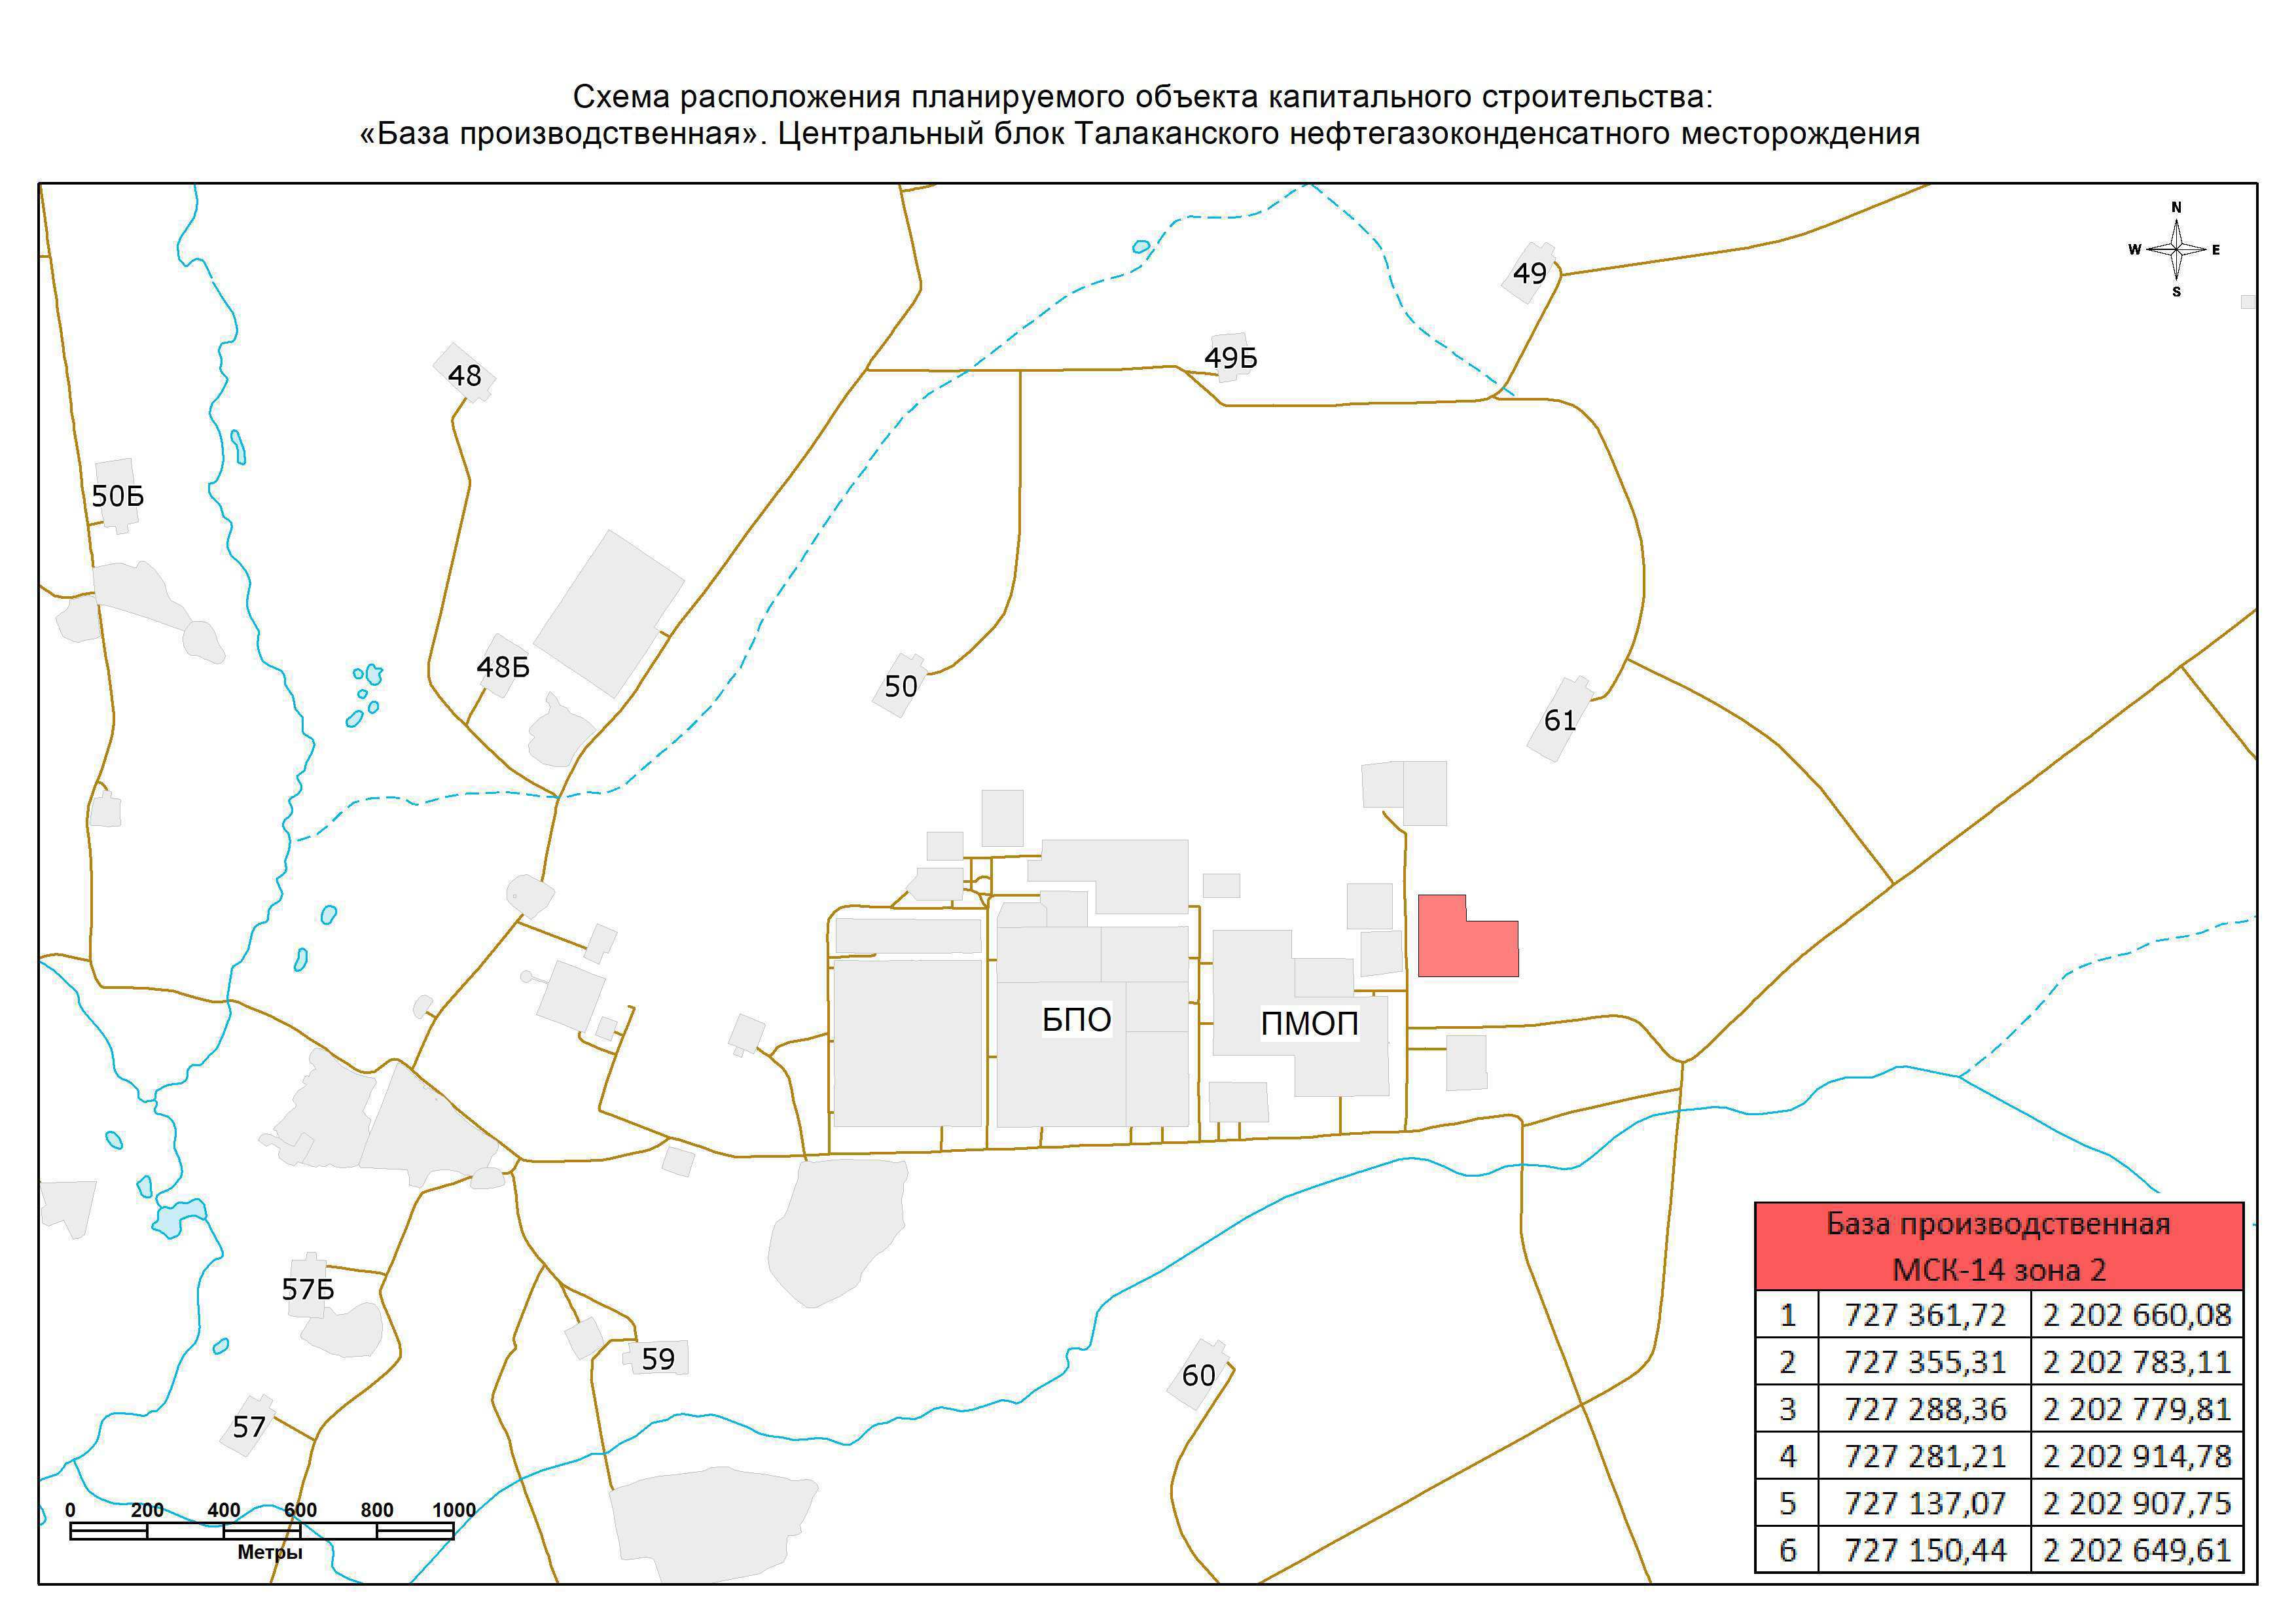 Схема расположения планируемого объекта капитального строительства:
«База производственная». Центральный блок Талаканского нефтегазоконденсатного месторождения
N
W E
S
49
49Б
48
50Б
48Б
50
61
БПО
ПМОП
57Б
59
60
57
0 200 400 600 800 1000
Метры
База производственная
МСК-14 зона 2
1 727 361,72 2 202 660,08
2 727 355,31 2 202 783,11
3 727 288,36 2 202 779,81
4 727 281,21 2 202 914,78
5 727 137,07 2 202 907,75
6 727 150,44 2 202 649,61